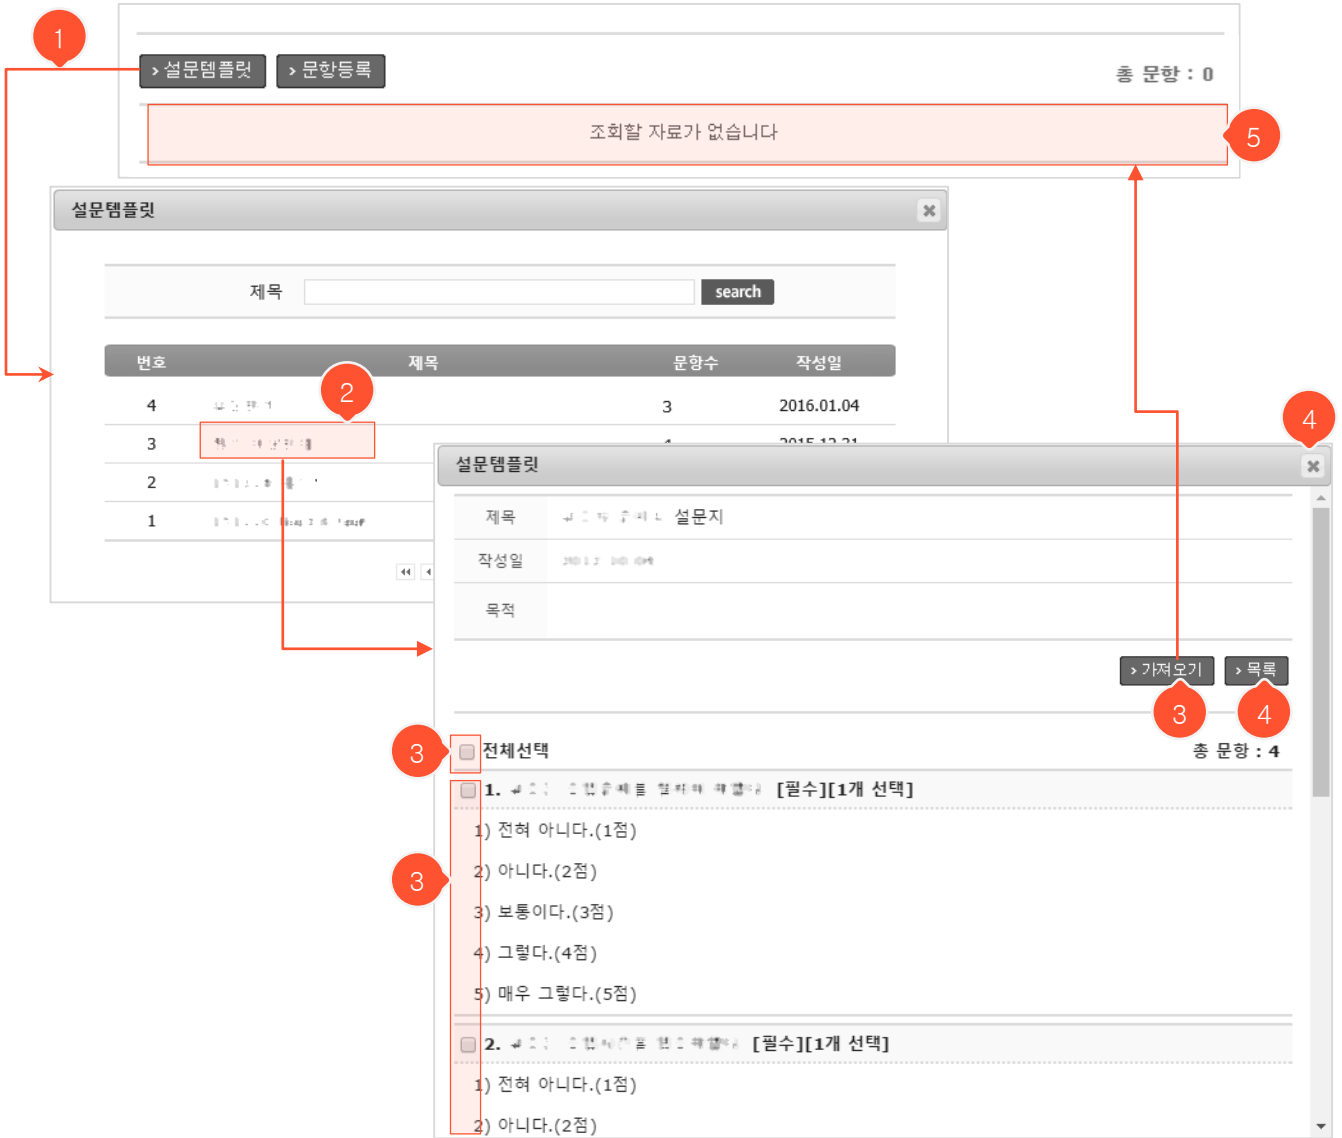 1
설문템플릿
문항등록
총 문항 : 0
조회할 자료가 없습니다
5
설문템플릿
제목
search
번호 제목 문항수 작성일
2
4 3 2016.01.04
3
2
1
4
설문템플릿
제목 설문지
작성일
목적
가져오기
목록
3
4
3
전체선택
총 문항 : 4
1. [필수][1개 선택]
1) 전혀 아니다.(1점)
2) 아니다.(2점)
3
3) 보통이다.(3점)
4) 그렇다.(4점)
5) 매우 그렇다.(5점)
2. [필수][1개 선택]
1) 전혀 아니다.(1점)
2) 아니다.(2점)